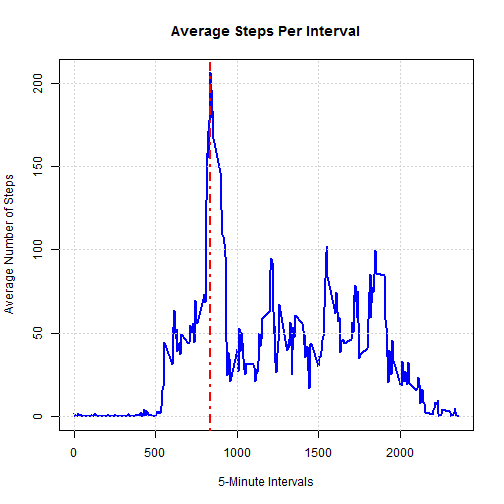 Average Steps Per Interval
Average Number of Steps
200
150
100
50
0
0 500 1000 1500 2000
5-Minute Intervals